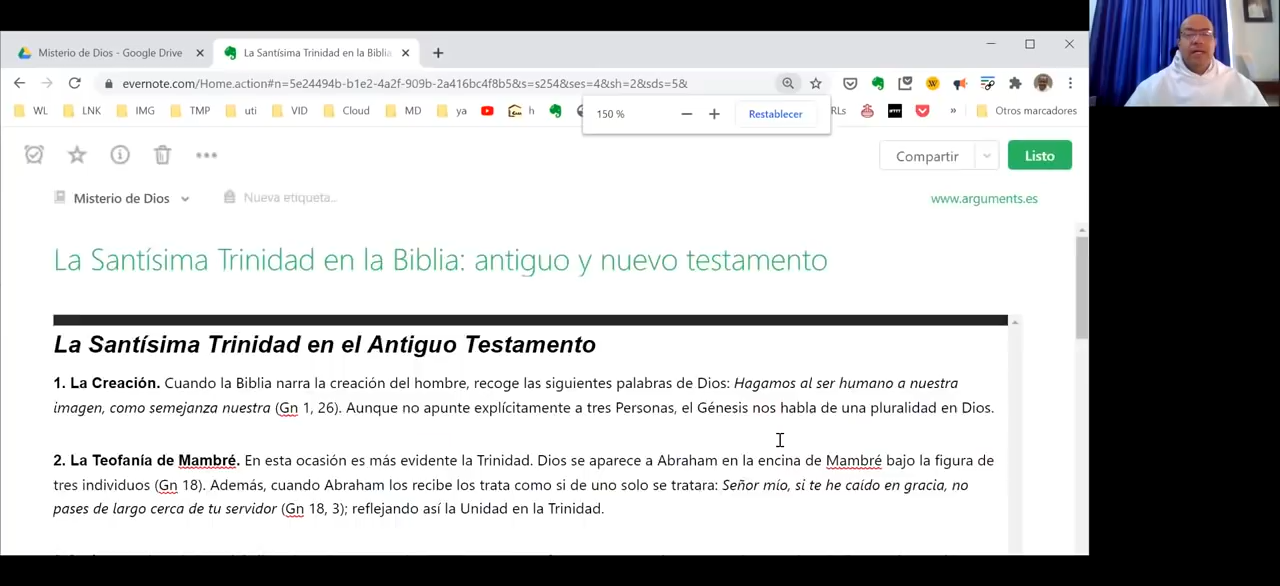 Misterio de Dios - Google Drive
La Santísima Trinidad en la Biblia
evernote.com/Home.action#n=5e24494b-b1e2-4a2f-909b-2a416bc4f8b5&s=s254&ses=4&sh=2&sds=5&
WL LNK IMG TMP uti VID Cloud MD ya h RLs » Otros marcadores
150 % Restablecer
Compartir Listo
Misterio de Dios Nueva etiqueta... www.arguments.es
La Santísima Trinidad en la Biblia: antiguo y nuevo testamento
La Santísima Trinidad en el Antiguo Testamento
1. La Creación. Cuando la Biblia narra la creación del hombre, recoge las siguientes palabras de Dios: Hagamos al ser humano a nuestra
imagen, como semejanza nuestra (Gn 1, 26). Aunque no apunte explícitamente a tres Personas, el Génesis nos habla de una pluralidad en Dios.
2. La Teofanía de Mambré. En esta ocasión es más evidente la Trinidad. Dios se aparece a Abraham en la encina de Mambré bajo la figura de
tres individuos (Gn 18). Además, cuando Abraham los recibe los trata como si de uno solo se tratara: Señor mío, si te he caído en gracia, no
pases de largo cerca de tu servidor (Gn 18, 3); reflejando así la Unidad en la Trinidad.